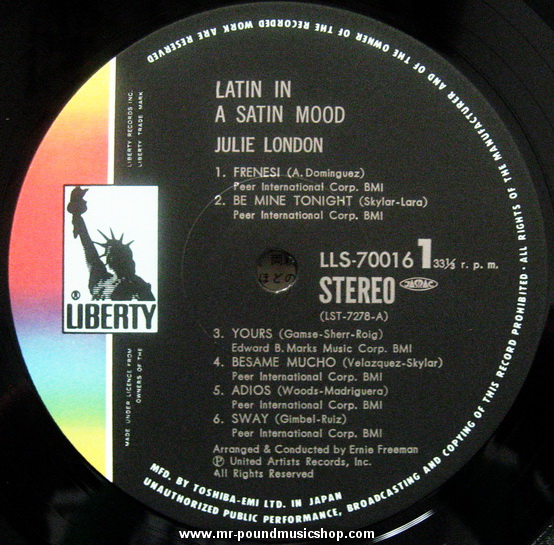 ALL RIGHTS OF THE MANUFACTURER AND OF THE OWNER OF THE RECORDED WORK ARE RESERVED
LIBERTY RECORDS INC.
LIBERTY TRADE MARK
LATIN IN
A SATIN MOOD
JULIE LONDON
1. FRENESI (A. Dominguez)
Peer International Corp. BMI
2. BE MINE TONIGHT (Skylar-Lara)
Peer International Corp. BMI
ほどの
LLS-70016 1 33⅓ r. p. m.
STEREO JASRAC
(LST-7278-A)
® LIBERTY
3. YOURS (Gamse-Sherr-Roig)
Edward B. Marks Music Corp. BMI
4. BESAME MUCHO (Velazquez-Skylar)
Peer International Corp. BMI
5. ADIOS (Woods-Madriguera)
Peer International Corp. BMI
6. SWAY (Gimbel-Ruiz)
Peer International Corp. BMI
Arranged & Conducted by Ernie Freeman
℗ United Artists Records, Inc.
All Rights Reserved
MADE UNDER LICENCE FROM
OWNERS OF THE
MFD. BY TOSHIBA-EMI LTD. IN JAPAN
UNAUTHORIZED PUBLIC PERFORMANCE, BROADCASTING AND COPYING OF THIS RECORD PROHIBITED·
www.mr-poundmusicshop.com